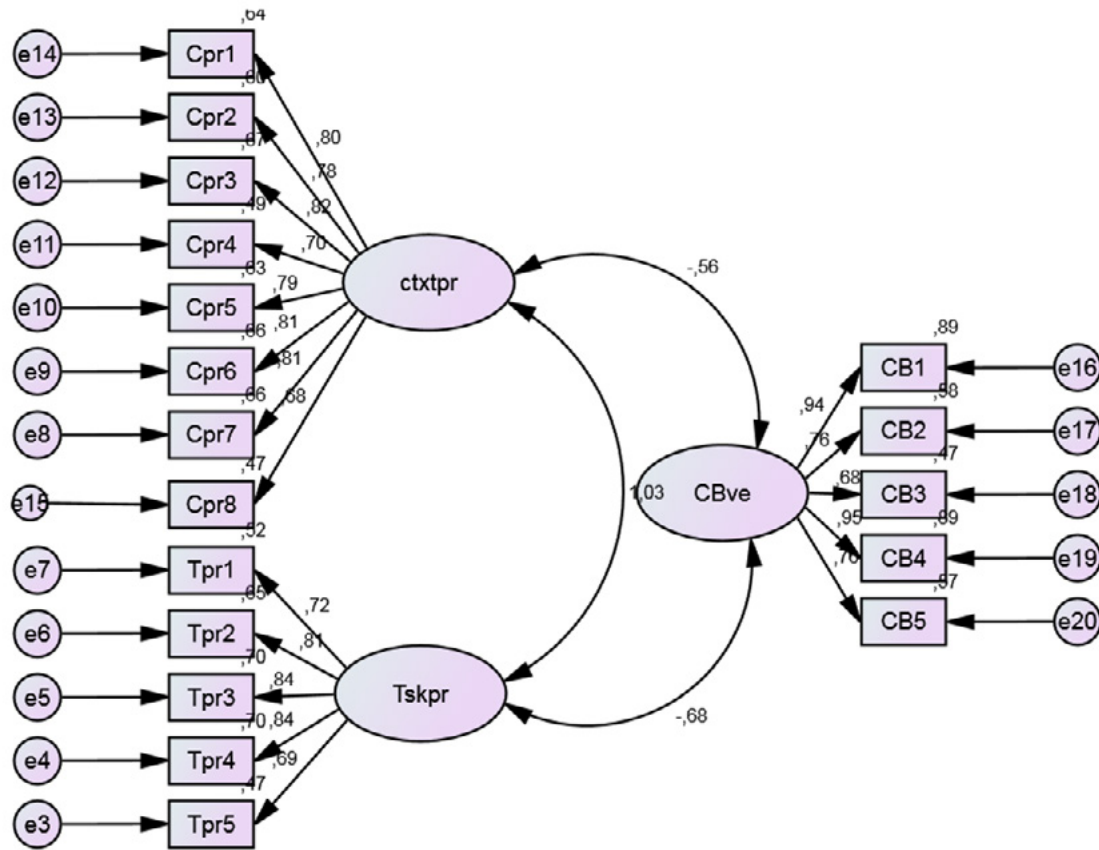 ,64
e14 Cpr1
,60
e13 Cpr2
,67
e12 Cpr3
,49
e11 Cpr4
,63
e10 Cpr5
,66
e9 Cpr6
,66
e8 Cpr7
,47
e15 Cpr8
,52
e7 Tpr1
,65
e6 Tpr2
,70
e5 Tpr3
,70
e4 Tpr4
,47
e3 Tpr5
,80
,78
,82
,70
,79
,81
,81
,68
ctxtpr
,72
,81
,84
,84
,69
Tskpr
-,56
1,03
-,68
CBve
,94
,76
,68
,95
,76
,89
CB1 e16
,58
CB2 e17
,47
CB3 e18
,89
CB4 e19
,57
CB5 e20